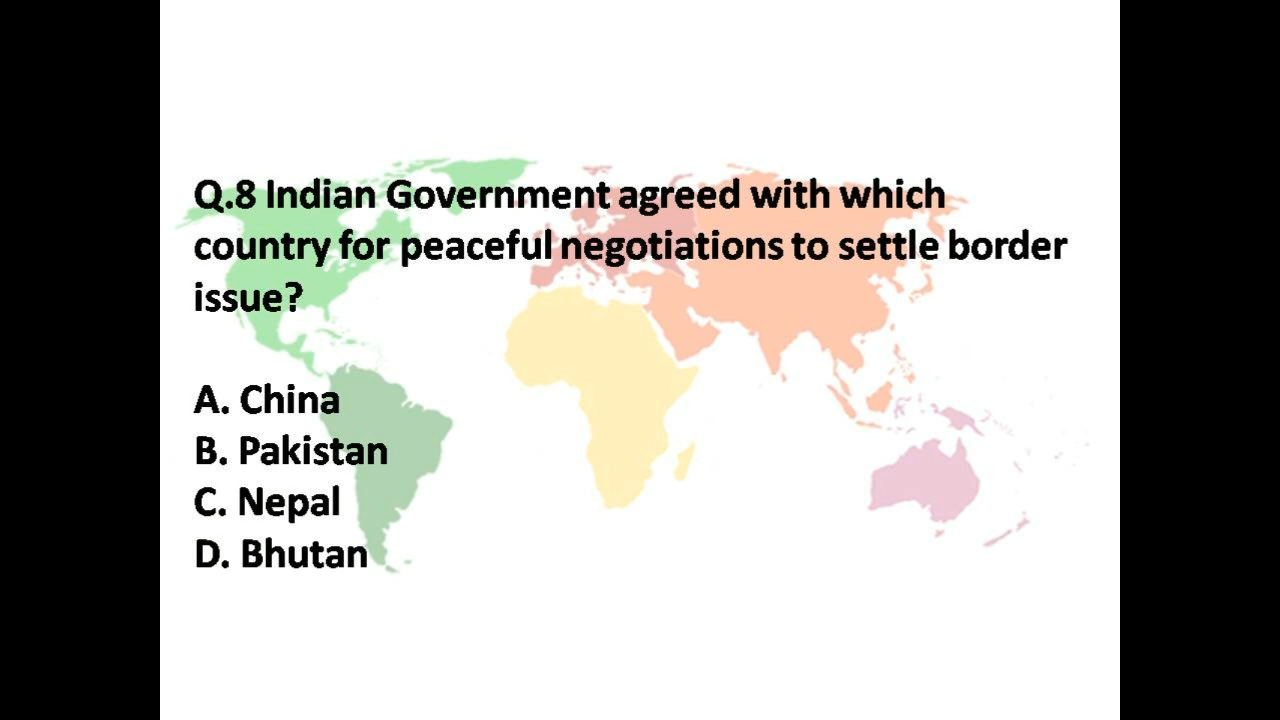 Q.8 Indian Government agreed with which
country for peaceful negotiations to settle border
issue?
A. China
B. Pakistan
C. Nepal
D. Bhutan